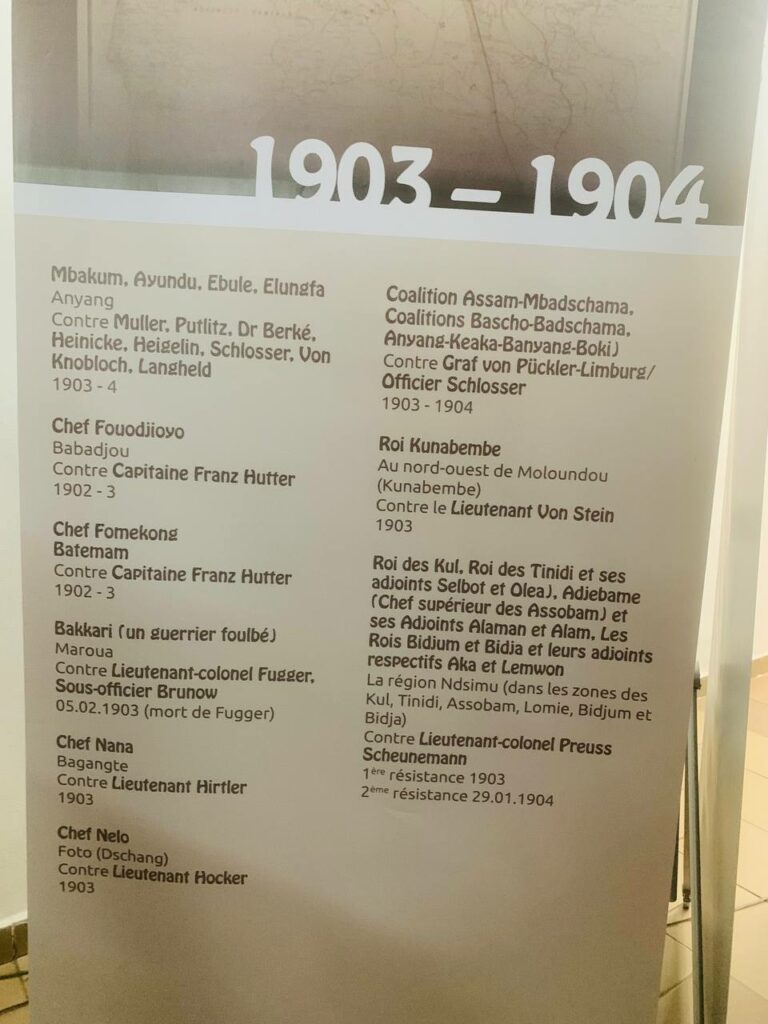 1903 – 1904
Mbakum, Ayundu, Ebule, Elungfa
Anyang
Contre Muller, Putlitz, Dr Berké,
Heinicke, Heigelin, Schlosser, Von
Knobloch, Langheld
1903 - 4
Chef Fouodjioyo
Babadjou
Contre Capitaine Franz Hutter
1902 - 3
Chef Fomekong
Batemam
Contre Capitaine Franz Hutter
1902 - 3
Bakkari (un guerrier foulbé)
Maroua
Contre Lieutenant-colonel Fugger,
Sous-officier Brunow
05.02.1903 (mort de Fugger)
Chef Nana
Bagangte
Contre Lieutenant Hirtler
1903
Chef Nelo
Foto (Dschang)
Contre Lieutenant Hocker
1903
Coalition Assam-Mbadschama,
Coalitions Bascho-Badschama,
Anyang-Keaka-Banyang-Boki)
Contre Graf von Pückler-Limburg/
Officier Schlosser
1903 - 1904
Roi Kunabembe
Au nord-ouest de Moloundou
(Kunabembe)
Contre le Lieutenant Von Stein
1903
Roi des Kul, Roi des Tinidi et ses
adjoints Selbot et Olea), Adjebame
(Chef supérieur des Assobam) et
ses Adjoints Alaman et Alam, Les
Rois Bidjum et Bidja et leurs adjoints
respectifs Aka et Lemwon
La région Ndsimu (dans les zones des
Kul, Tinidi, Assobam, Lomie, Bidjum et
Bidja)
Contre Lieutenant-colonel Preuss
Scheunemann
1ère résistance 1903
2ème résistance 29.01.1904